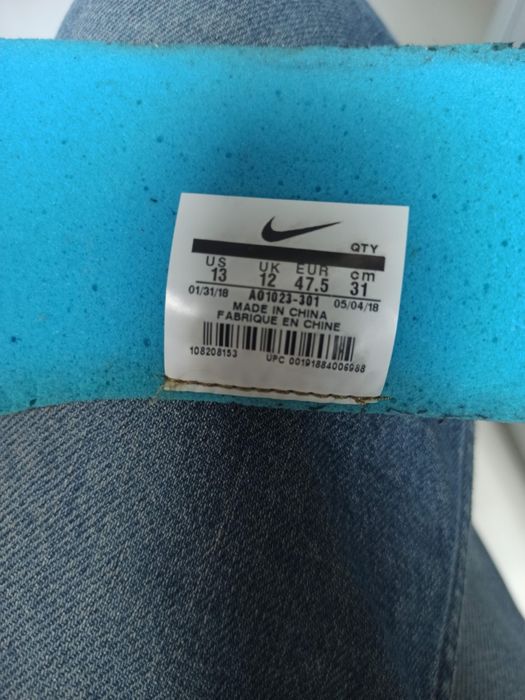 QTY
US UK EUR cm
13 12 47.5 31
01/31/18 AO1023-301 05/04/18
MADE IN CHINA
FABRIQUE EN CHINE
108208153 UPC 00191884006988